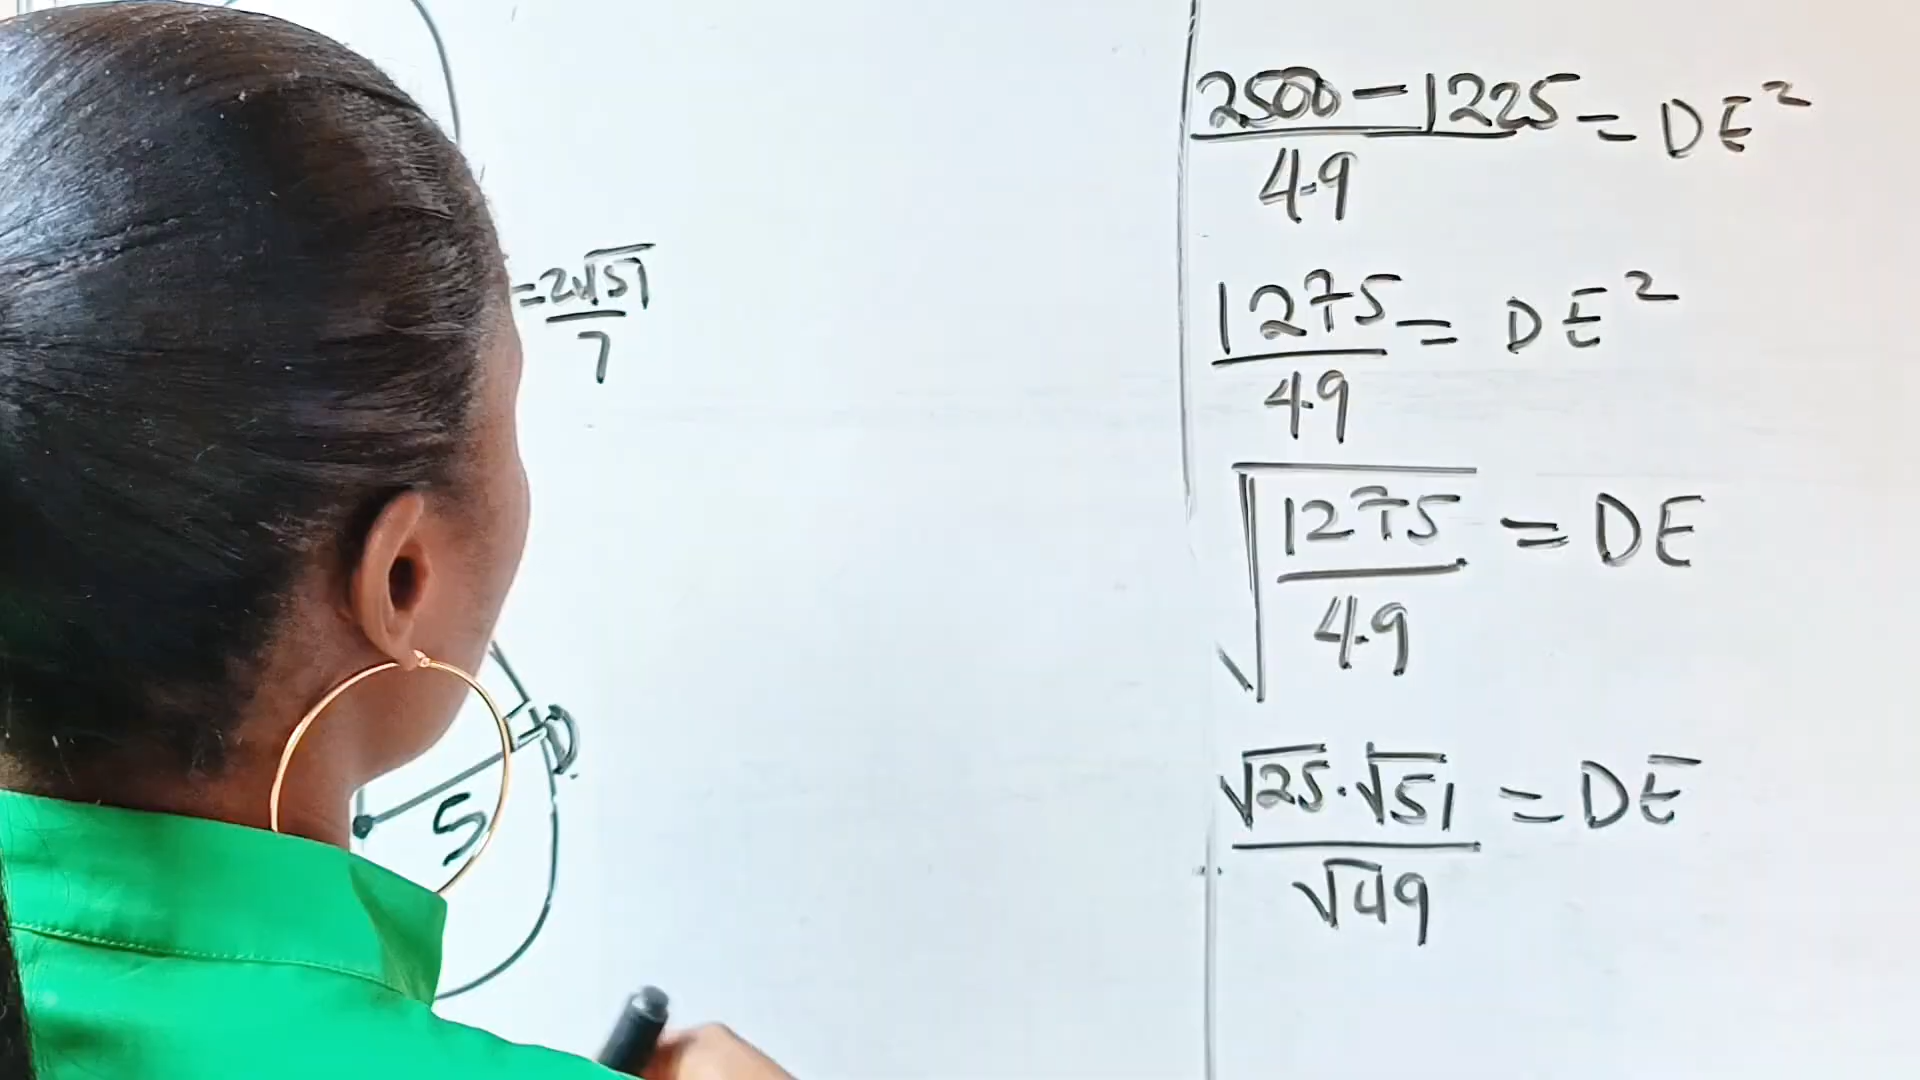 = 2√51/7
D
5
(2500 - 1225)/49 = DE²
1275/49 = DE²
√(1275/49) = DE
(√25 · √51)/√49 = DE